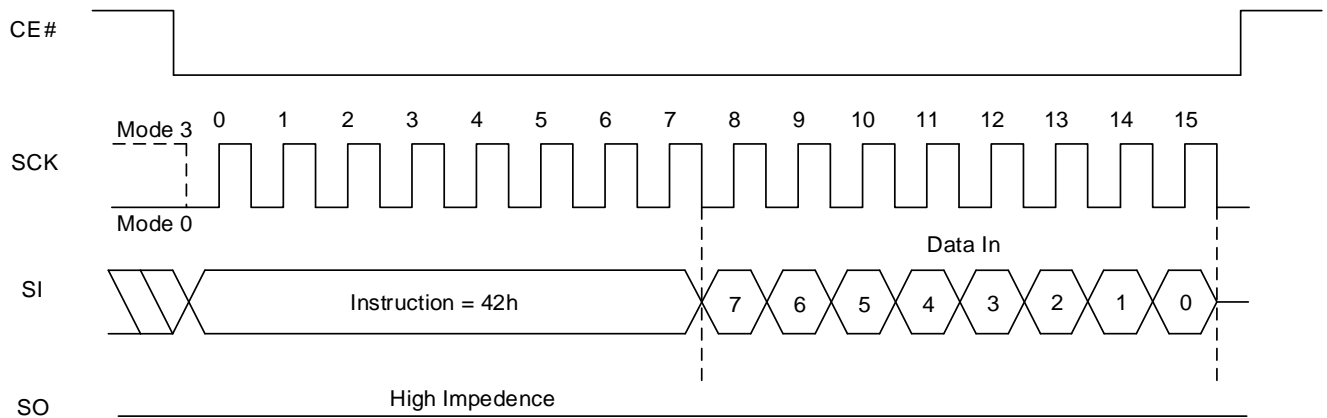 CE#
0 1 2 3 4 5 6 7 8 9 10 11 12 13 14 15
Mode 3
SCK
Mode 0
Data In
SI
Instruction = 42h
7 6 5 4 3 2 1 0
High Impedence
SO